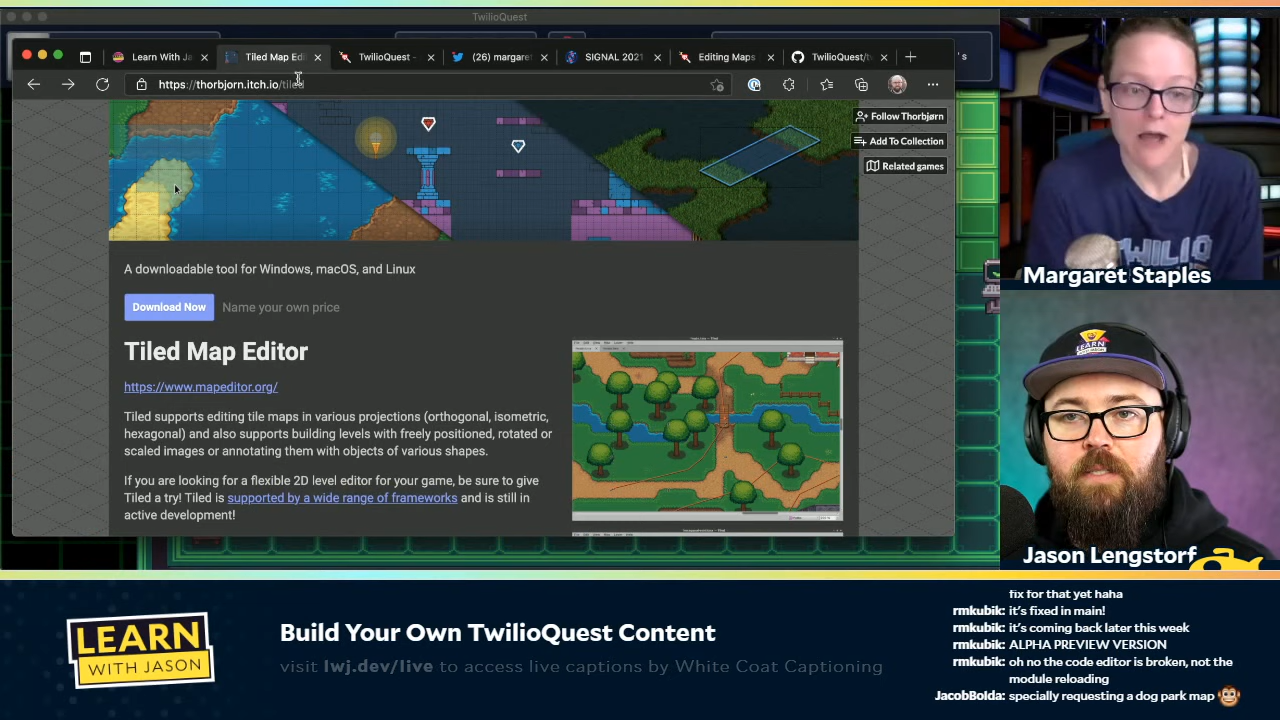 TwilioQuest
Learn With Ja
Tiled Map Edi
TwilioQuest -
(26) margaret
SIGNAL 2021
Editing Maps
TwilioQuest/tv
's
https://thorbjorn.itch.io/tiled
Follow Thorbjørn
Add To Collection
Related games
A downloadable tool for Windows, macOS, and Linux
Download Now
Name your own price
Tiled Map Editor
https://www.mapeditor.org/
Tiled supports editing tile maps in various projections (orthogonal, isometric,
hexagonal) and also supports building levels with freely positioned, rotated or
scaled images or annotating them with objects of various shapes.
If you are looking for a flexible 2D level editor for your game, be sure to give
Tiled a try! Tiled is supported by a wide range of frameworks and is still in
active development!
TWILIO
Margaret Staples
LEARN
Jason Lengstorf
LEARN
WITH JASON
Build Your Own TwilioQuest Content
visit lwj.dev/live to access live captions by White Coat Captioning
fix for that yet haha
rmkubik: it's fixed in main!
rmkubik: it's coming back later this week
rmkubik: ALPHA PREVIEW VERSION
rmkubik: oh no the code editor is broken, not the
module reloading
JacobBolda: specially requesting a dog park map